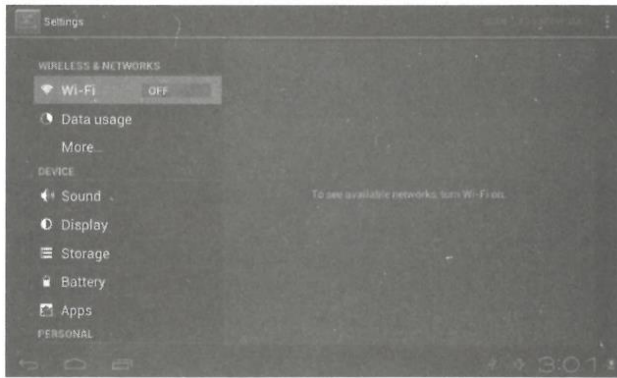 Settings
WIRELESS & NETWORKS
Wi-Fi OFF
Data usage
More...
DEVICE
Sound
Display
Storage
Battery
Apps
PERSONAL
To see available networks, turn Wi-Fi on.
3:01